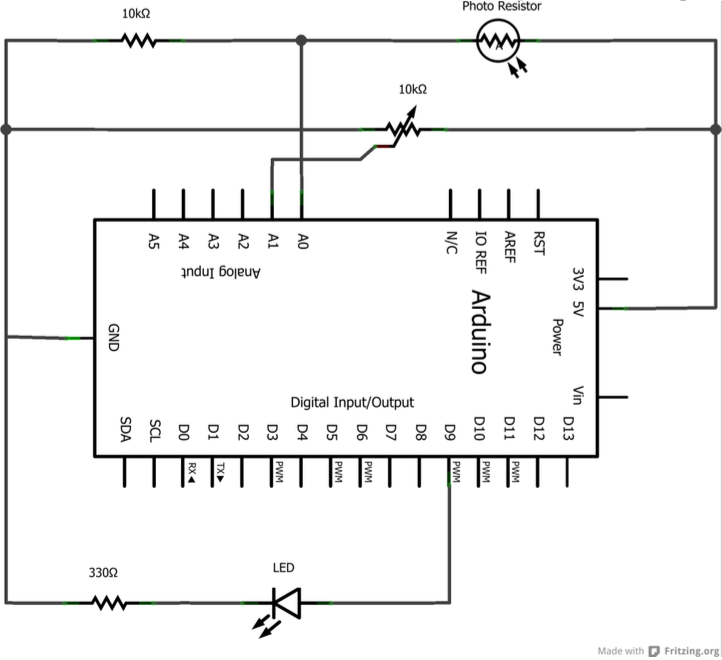 Photo Resistor
10kΩ
10kΩ
A5
A4
A3
A2
A1
A0
N/C
IO REF
AREF
RST
Analog Input
3V3
5V
Power
Vin
GND
Arduino
Digital Input/Output
SDA
SCL
D0
D1
D2
D3
D4
D5
D6
D7
D8
D9
D10
D11
D12
D13
RX◀
TX▶
PWM
PWM
PWM
PWM
PWM
PWM
330Ω
LED
Made with Fritzing.org